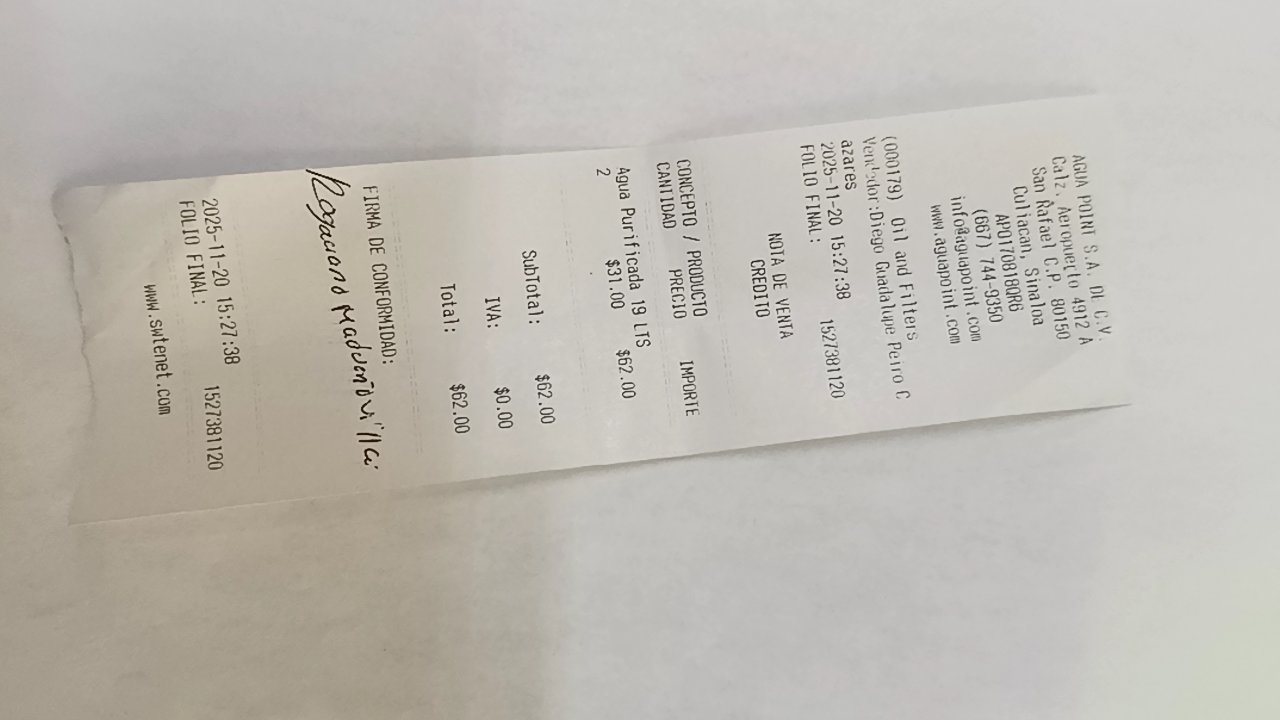 AGUA POINT S.A. DE C.V.
Calz. Aeropuerto 4912 A
San Rafael C.P. 80150
Culiacan, Sinaloa
APO170818QR6
(667) 744-9350
info@aguapoint.com
www.aguapoint.com
(000179) Oil and Filters
Vendedor:Diego Guadalupe Peiro C
azares
2025-11-20 15:27:38
FOLIO FINAL: 1527381120
NOTA DE VENTA
CREDITO
CONCEPTO / PRODUCTO
CANTIDAD PRECIO IMPORTE
Agua Purificada 19 LTS
2 $31.00 $62.00
SubTotal: $62.00
IVA: $0.00
Total: $62.00
FIRMA DE CONFORMIDAD:
2025-11-20 15:27:38
FOLIO FINAL: 1527381120
www.swtenet.com